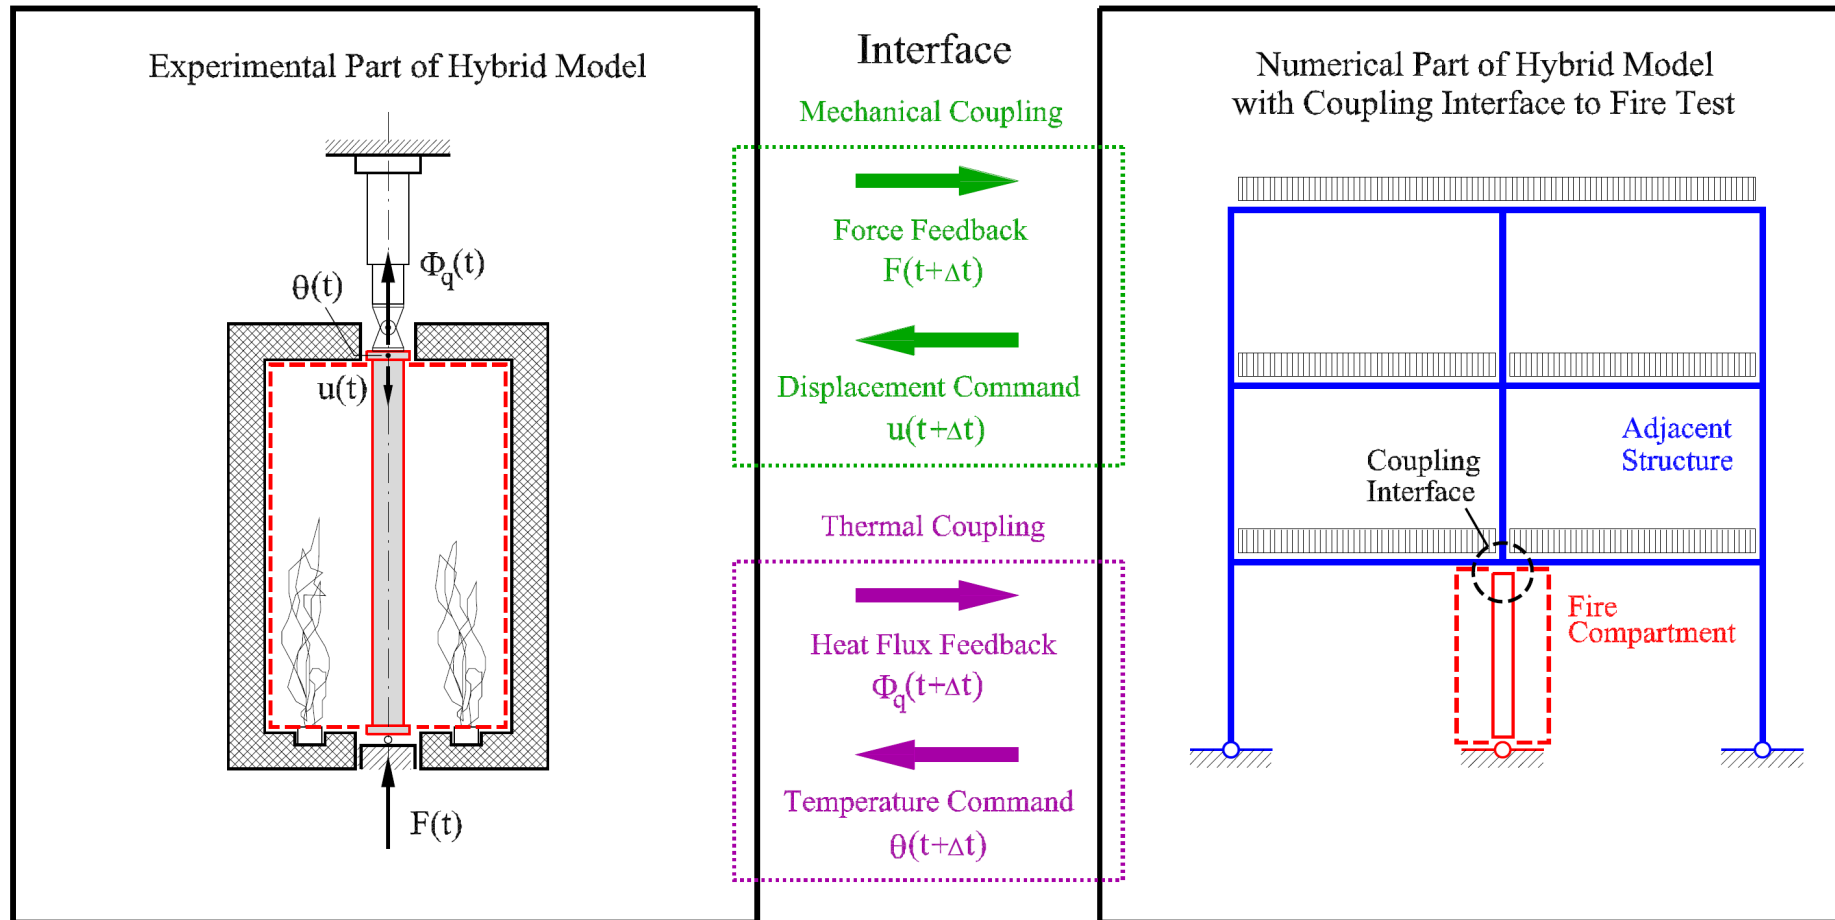 Experimental Part of Hybrid Model
Φq(t)
θ(t)
u(t)
F(t)
Interface
Mechanical Coupling
Force Feedback
F(t+Δt)
Displacement Command
u(t+Δt)
Thermal Coupling
Heat Flux Feedback
Φq(t+Δt)
Temperature Command
θ(t+Δt)
Numerical Part of Hybrid Model
with Coupling Interface to Fire Test
Adjacent
Structure
Coupling
Interface
Fire
Compartment